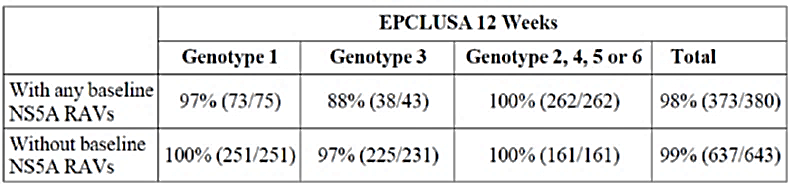 EPCLUSA 12 Weeks
Genotype 1 Genotype 3 Genotype 2, 4, 5 or 6 Total
With any baseline
NS5A RAVs 97% (73/75) 88% (38/43) 100% (262/262) 98% (373/380)
Without baseline
NS5A RAVs 100% (251/251) 97% (225/231) 100% (161/161) 99% (637/643)